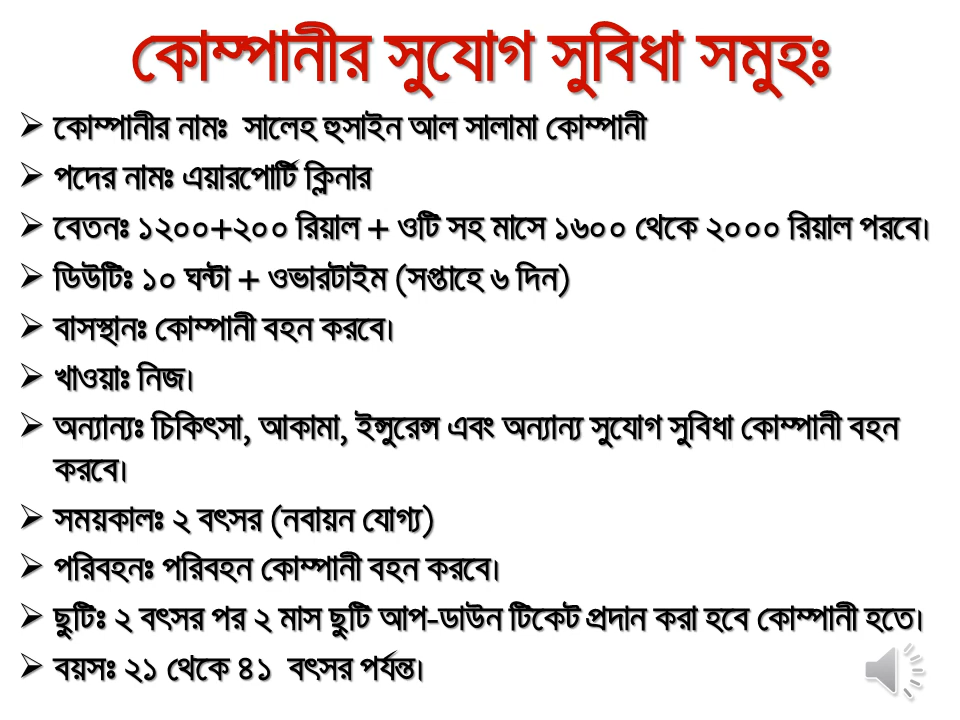 কোম্পানীর সুযোগ সুবিধা সমুহঃ
➢ কোম্পানীর নামঃ সালেহ হুসাইন আল সালামা কোম্পানী
➢ পদের নামঃ এয়ারপোর্টি ক্লিনার
➢ বেতনঃ ১২০০+২০০ রিয়াল + ওটি সহ মাসে ১৬০০ থেকে ২০০০ রিয়াল পরবে।
➢ ডিউটিঃ ১০ ঘন্টা + ওভারটাইম (সপ্তাহে ৬ দিন)
➢ বাসস্থানঃ কোম্পানী বহন করবে।
➢ খাওয়াঃ নিজ।
➢ অন্যান্যঃ চিকিৎসা, আকামা, ইন্সুরেন্স এবং অন্যান্য সুযোগ সুবিধা কোম্পানী বহন
করবে।
➢ সময়কালঃ ২ বৎসর (নবায়ন যোগ্য)
➢ পরিবহনঃ পরিবহন কোম্পানী বহন করবে।
➢ ছুটিঃ ২ বৎসর পর ২ মাস ছুটি আপ-ডাউন টিকেট প্রদান করা হবে কোম্পানী হতে।
➢ বয়সঃ ২১ থেকে ৪১ বৎসর পর্যন্ত।